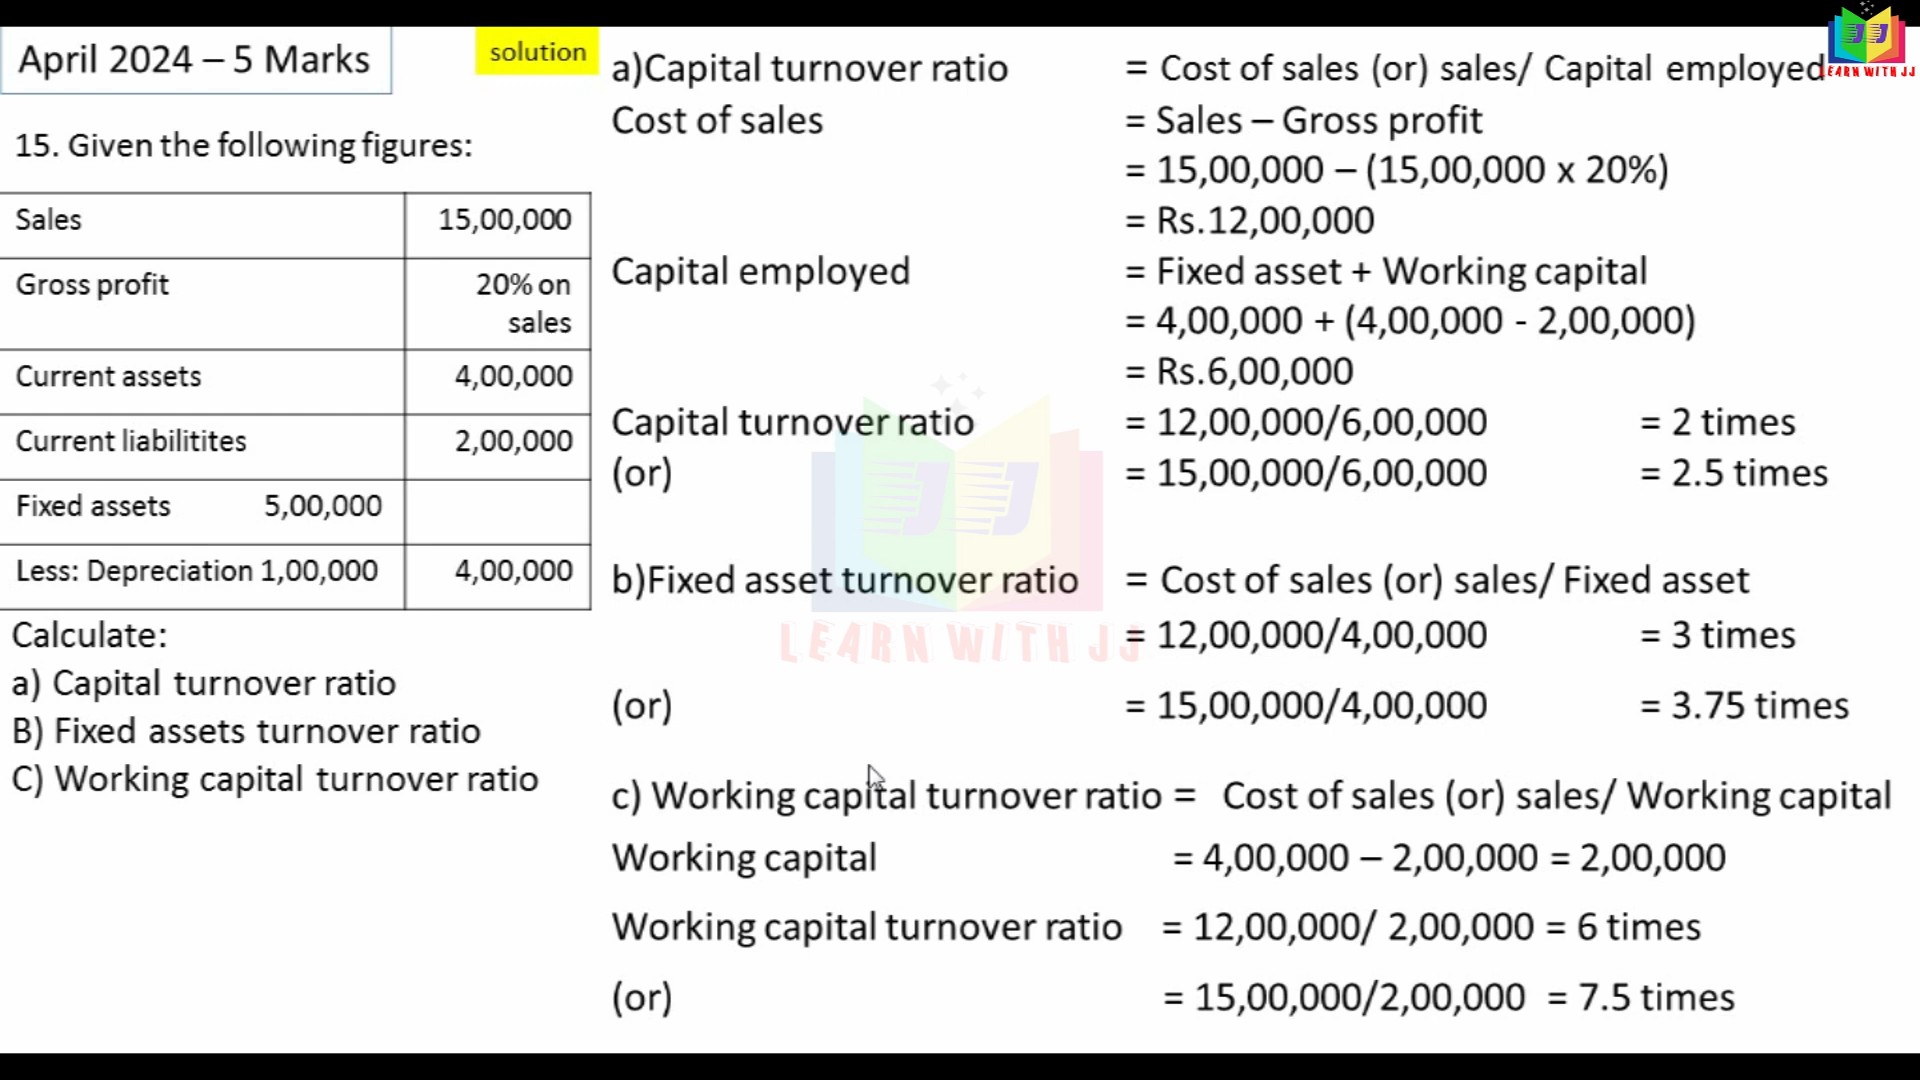 April 2024 – 5 Marks
solution
15. Given the following figures:
Sales 15,00,000
Gross profit 20% on
sales
Current assets 4,00,000
Current liabilitites 2,00,000
Fixed assets 5,00,000
Less: Depreciation 1,00,000 4,00,000
Calculate:
a) Capital turnover ratio
B) Fixed assets turnover ratio
C) Working capital turnover ratio
a)Capital turnover ratio = Cost of sales (or) sales/ Capital employed
Cost of sales = Sales – Gross profit
= 15,00,000 – (15,00,000 x 20%)
= Rs.12,00,000
Capital employed = Fixed asset + Working capital
= 4,00,000 + (4,00,000 - 2,00,000)
= Rs.6,00,000
Capital turnover ratio = 12,00,000/6,00,000 = 2 times
(or) = 15,00,000/6,00,000 = 2.5 times
b)Fixed asset turnover ratio = Cost of sales (or) sales/ Fixed asset
= 12,00,000/4,00,000 = 3 times
(or) = 15,00,000/4,00,000 = 3.75 times
c) Working capital turnover ratio = Cost of sales (or) sales/ Working capital
Working capital = 4,00,000 – 2,00,000 = 2,00,000
Working capital turnover ratio = 12,00,000/ 2,00,000 = 6 times
(or) = 15,00,000/2,00,000 = 7.5 times
JJ
LEARN WITH JJ
JJ
LEARN WITH JJ